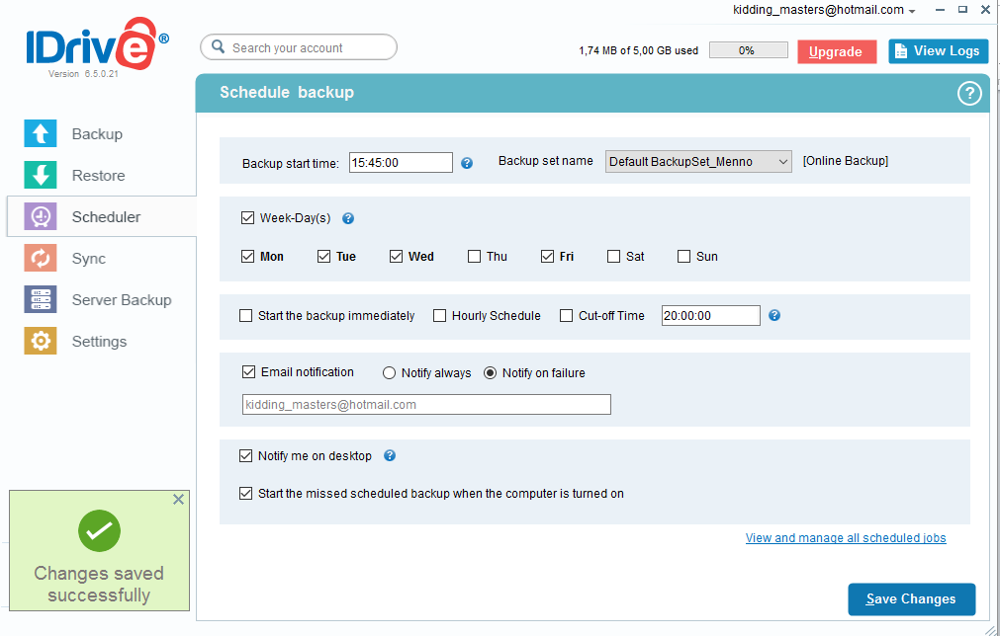 kidding_masters@hotmail.com
IDrive®
Version 6.5.0.21
Search your account
1,74 MB of 5,00 GB used
0%
Upgrade
View Logs
Schedule backup
?
Backup
Restore
Scheduler
Sync
Server Backup
Settings
Backup start time: 15:45:00 ? Backup set name Default BackupSet_Menno [Online Backup]
Week-Day(s) ?
Mon Tue Wed Thu Fri Sat Sun
Start the backup immediately Hourly Schedule Cut-off Time 20:00:00 ?
Email notification Notify always Notify on failure
kidding_masters@hotmail.com
Notify me on desktop ?
Start the missed scheduled backup when the computer is turned on
View and manage all scheduled jobs
Save Changes
Changes saved
successfully